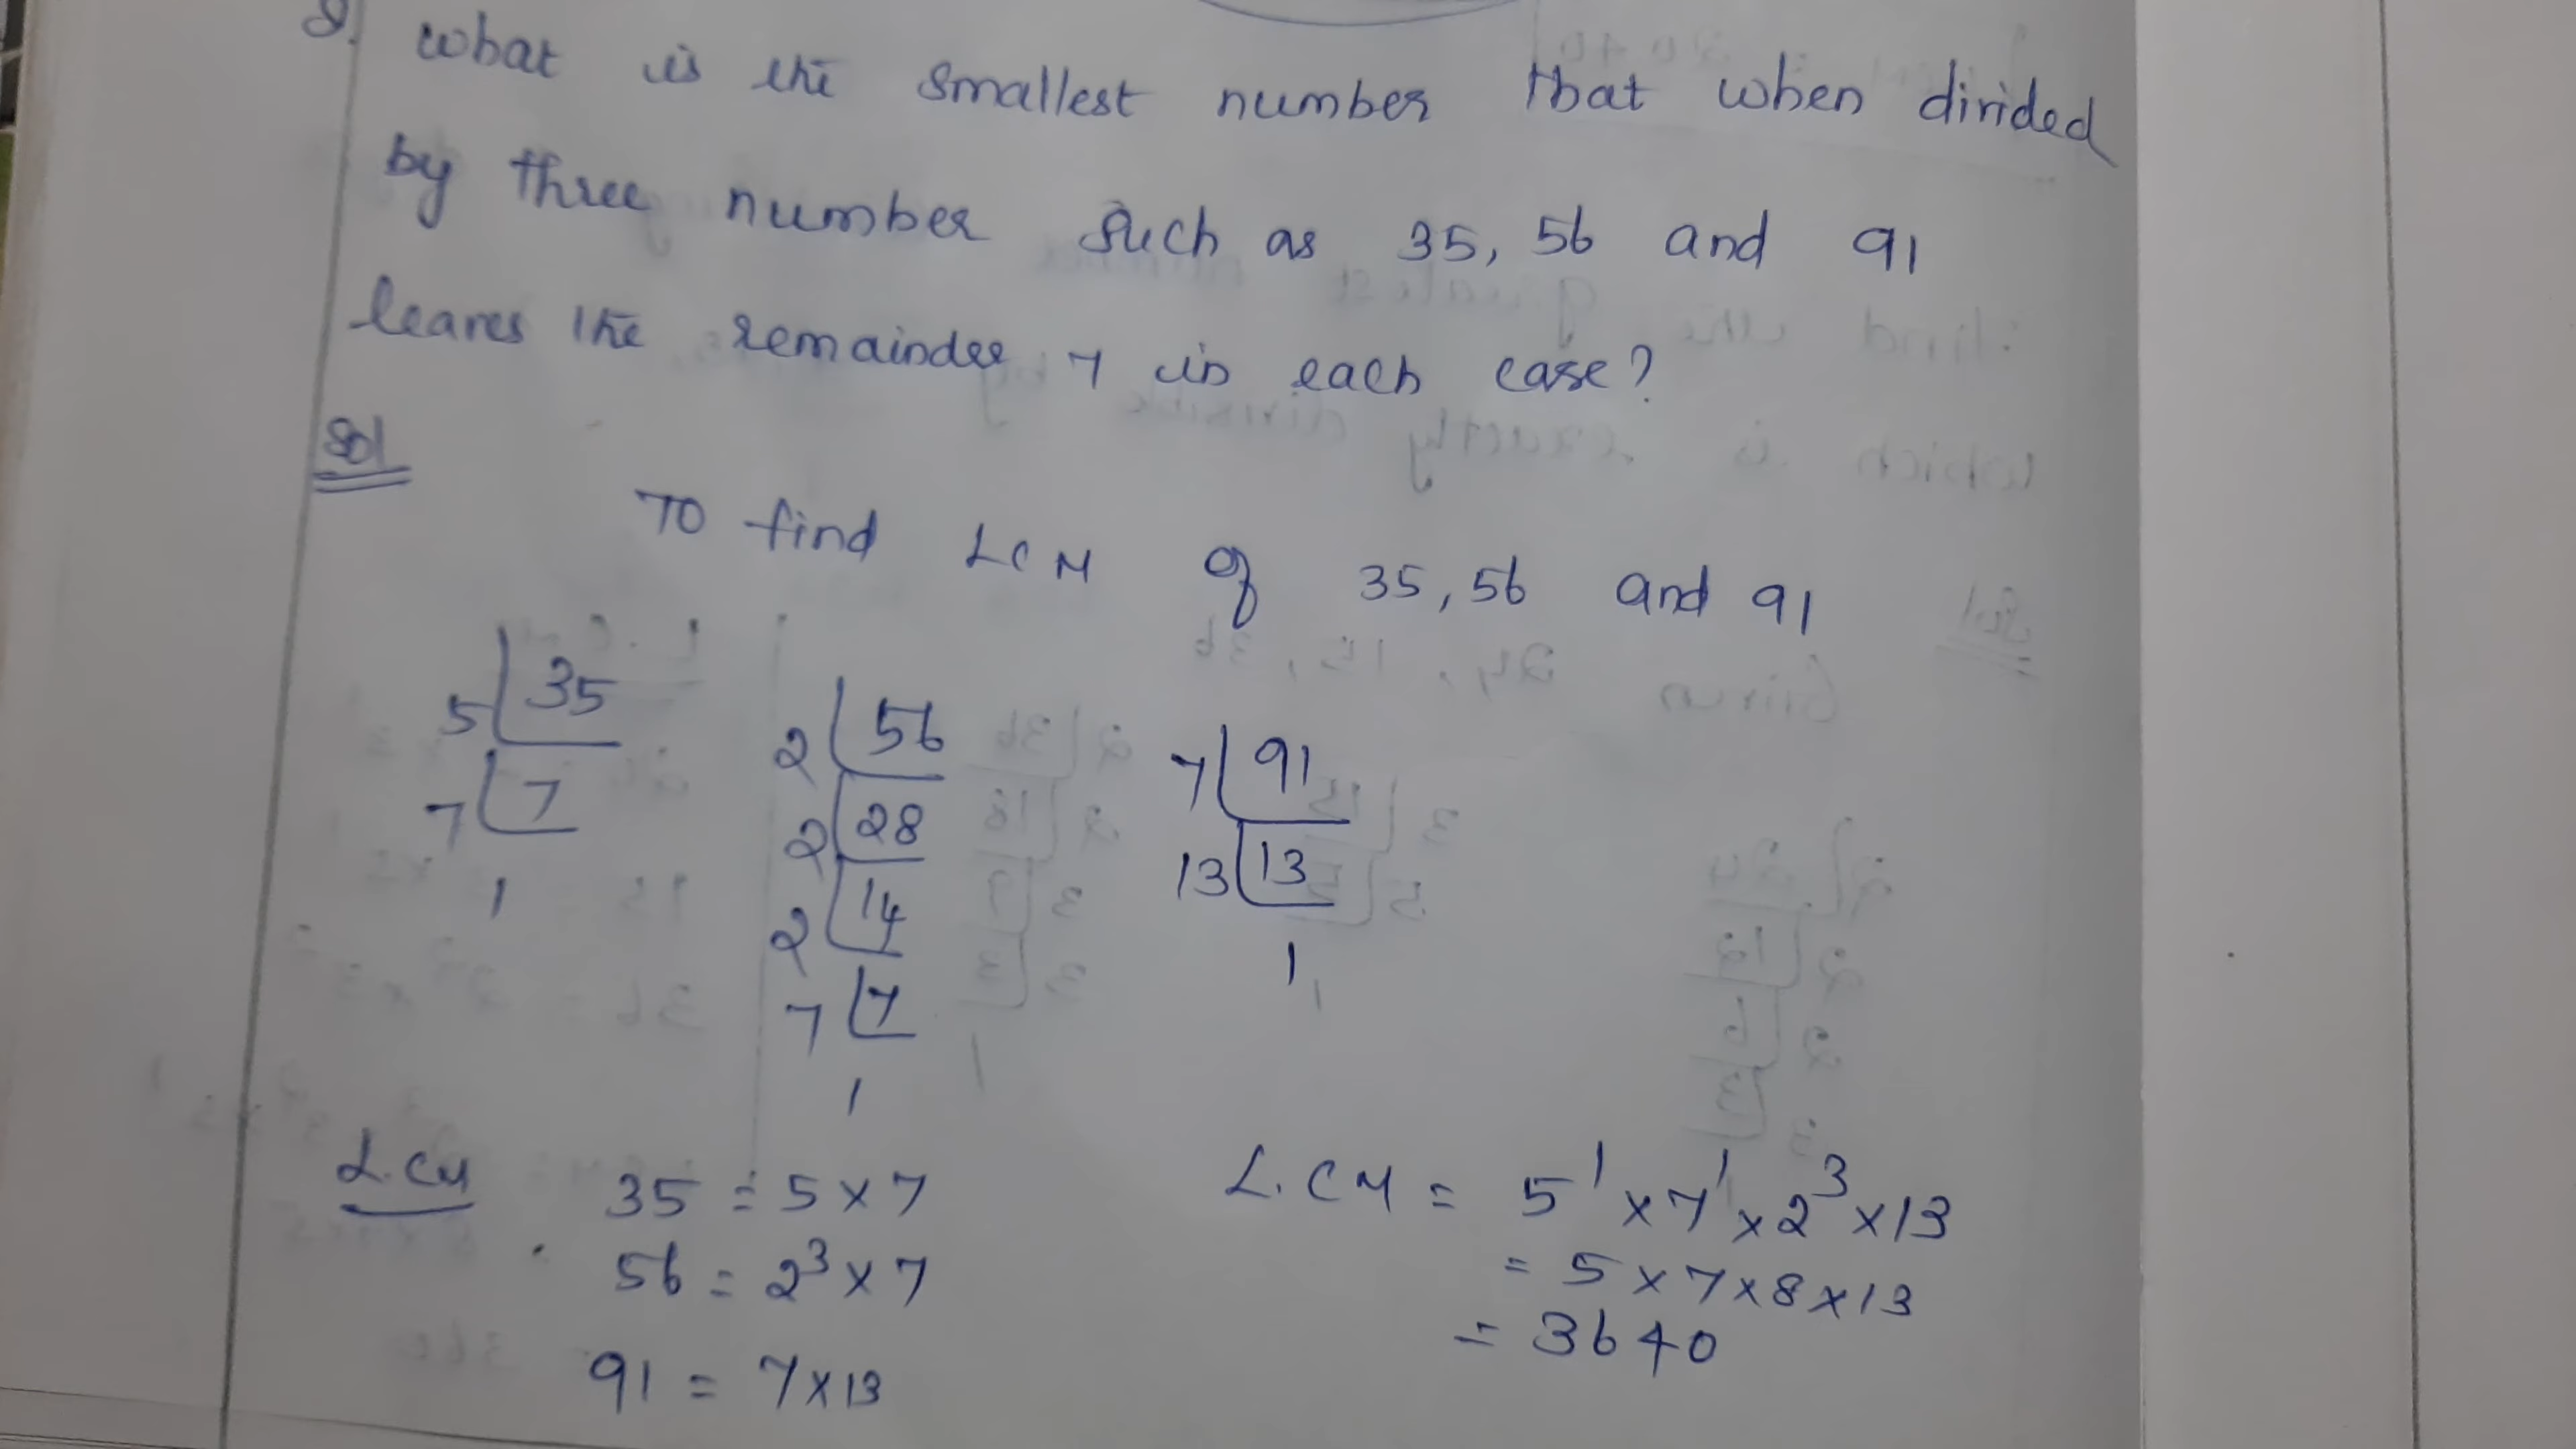 8. What is the smallest number that when divided
by three number such as 35, 56 and 91
leaves the remainder 7 in each case?
Sol
To find LCM of 35, 56 and 91
5 | 35
7 | 7
1
2 | 56
2 | 28
2 | 14
7 | 7
1
7 | 91
13 | 13
1
L.CM
35 = 5 × 7
56 = 2³ × 7
91 = 7 × 13
L.CM = 5¹ × 7¹ × 2³ × 13
= 5 × 7 × 8 × 13
= 3640